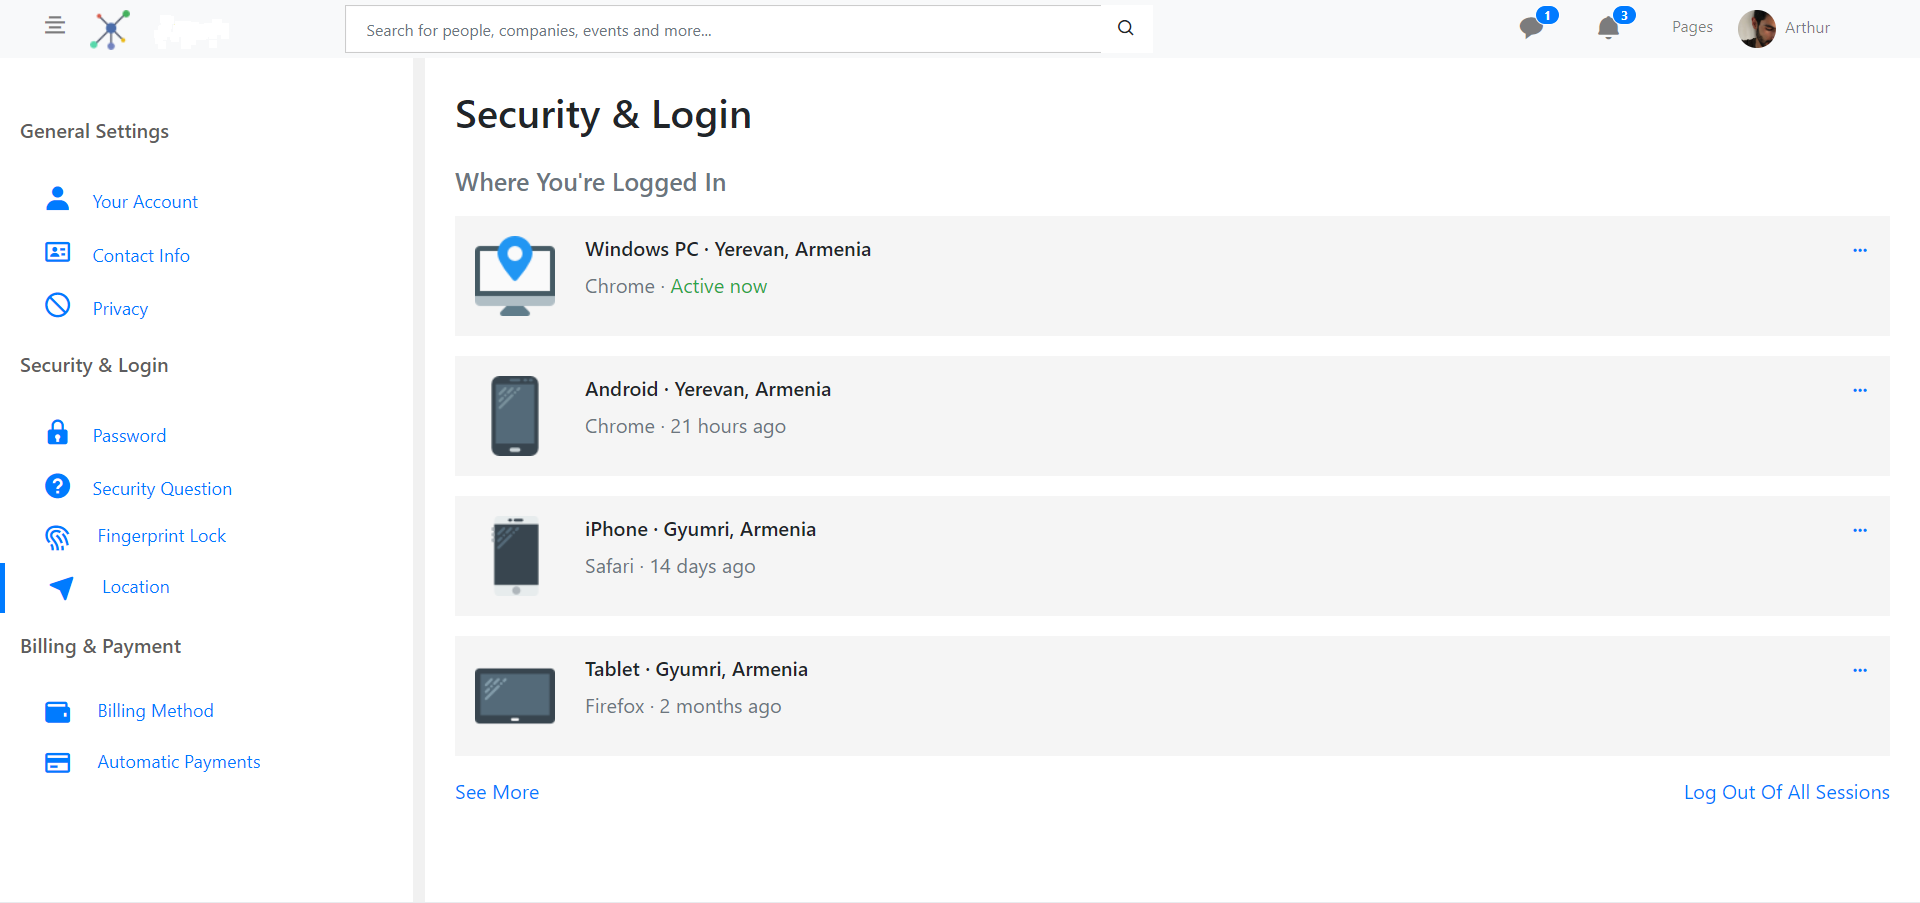 Search for people, companies, events and more...
1
3
Pages
Arthur
General Settings
Your Account
Contact Info
Privacy
Security & Login
Password
Security Question
Fingerprint Lock
Location
Billing & Payment
Billing Method
Automatic Payments
Security & Login
Where You're Logged In
Windows PC · Yerevan, Armenia
Chrome · Active now
Android · Yerevan, Armenia
Chrome · 21 hours ago
iPhone · Gyumri, Armenia
Safari · 14 days ago
Tablet · Gyumri, Armenia
Firefox · 2 months ago
See More
Log Out Of All Sessions